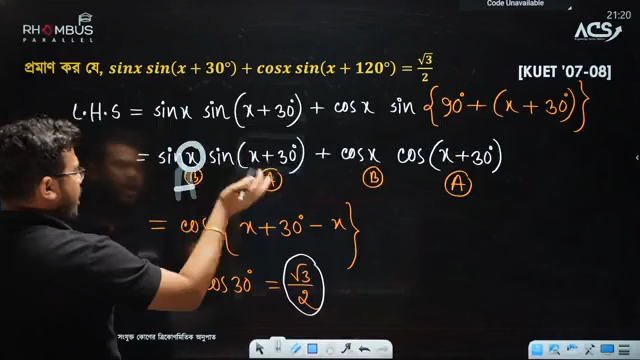 Code Unavailable
21:20
RHOMBUS
PARALLEL
ACS
প্রমাণ কর যে, sinx sin(x + 30°) + cosx sin(x + 120°) = √3/2
[KUET '07-08]
L.H.S = sinx sin(x+30°) + cosx sin{90°+(x+30°)}
= sinx sin(x+30°) + cosx cos(x+30°)
B A B A
= cos{x+30°-x}
cos30° = √3/2
সংযুক্ত কোণের ত্রিকোণমিতিক অনুপাত